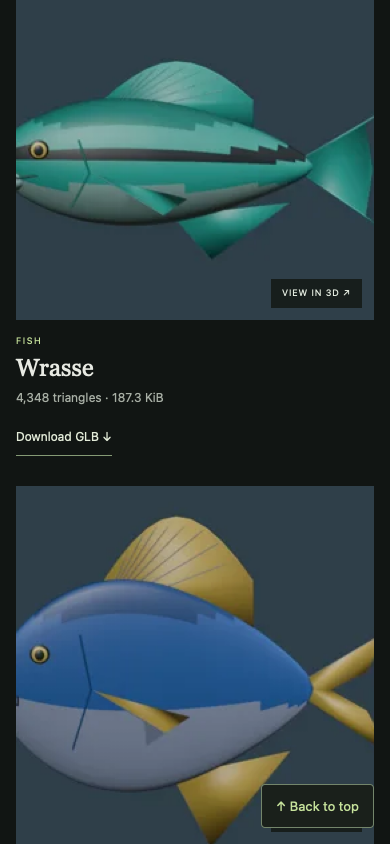 VIEW IN 3D ↗
FISH
Wrasse
4,348 triangles · 187.3 KiB
Download GLB ↓
↑ Back to top